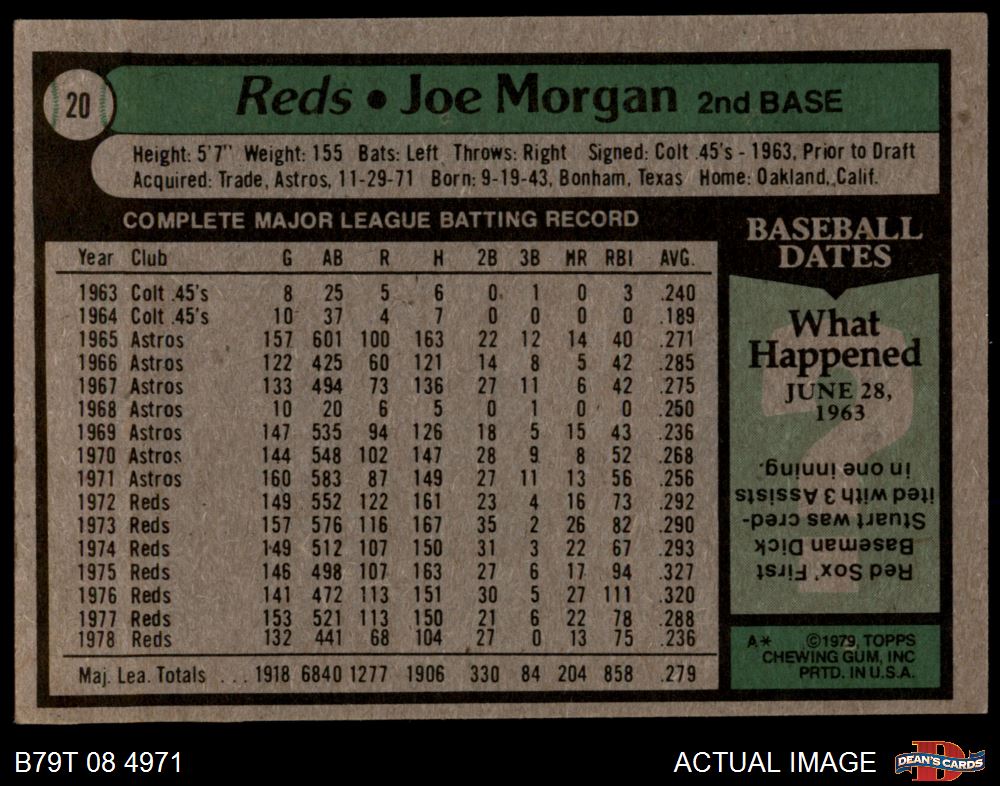 20
Reds • Joe Morgan 2nd BASE
Height: 5'7" Weight: 155 Bats: Left Throws: Right Signed: Colt .45's - 1963, Prior to Draft
Acquired: Trade, Astros, 11-29-71 Born: 9-19-43, Bonham, Texas Home: Oakland, Calif.
COMPLETE MAJOR LEAGUE BATTING RECORD
Year Club G AB R H 2B 3B HR RBI AVG.
1963 Colt .45's 8 25 5 6 0 1 0 3 .240
1964 Colt .45's 10 37 4 7 0 0 0 0 .189
1965 Astros 157 601 100 163 22 12 14 40 .271
1966 Astros 122 425 60 121 14 8 5 42 .285
1967 Astros 133 494 73 136 27 11 6 42 .275
1968 Astros 10 20 6 5 0 1 0 0 .250
1969 Astros 147 535 94 126 18 5 15 43 .236
1970 Astros 144 548 102 147 28 9 8 52 .268
1971 Astros 160 583 87 149 27 11 13 56 .256
1972 Reds 149 552 122 161 23 4 16 73 .292
1973 Reds 157 576 116 167 35 2 26 82 .290
1974 Reds 149 512 107 150 31 3 22 67 .293
1975 Reds 146 498 107 163 27 6 17 94 .327
1976 Reds 141 472 113 151 30 5 27 111 .320
1977 Reds 153 521 113 150 21 6 22 78 .288
1978 Reds 132 441 68 104 27 0 13 75 .236
Maj. Lea. Totals ... 1918 6840 1277 1906 330 84 204 858 .279
BASEBALL
DATES
What
Happened
JUNE 28,
1963
Red Sox' First
Baseman Dick
Stuart was cred-
ited with 3 Assists
in one inning.
A* ©1979, TOPPS
CHEWING GUM, INC
PRTD. IN U.S.A.
B79T 08 4971
ACTUAL IMAGE
DEAN'S CARDS